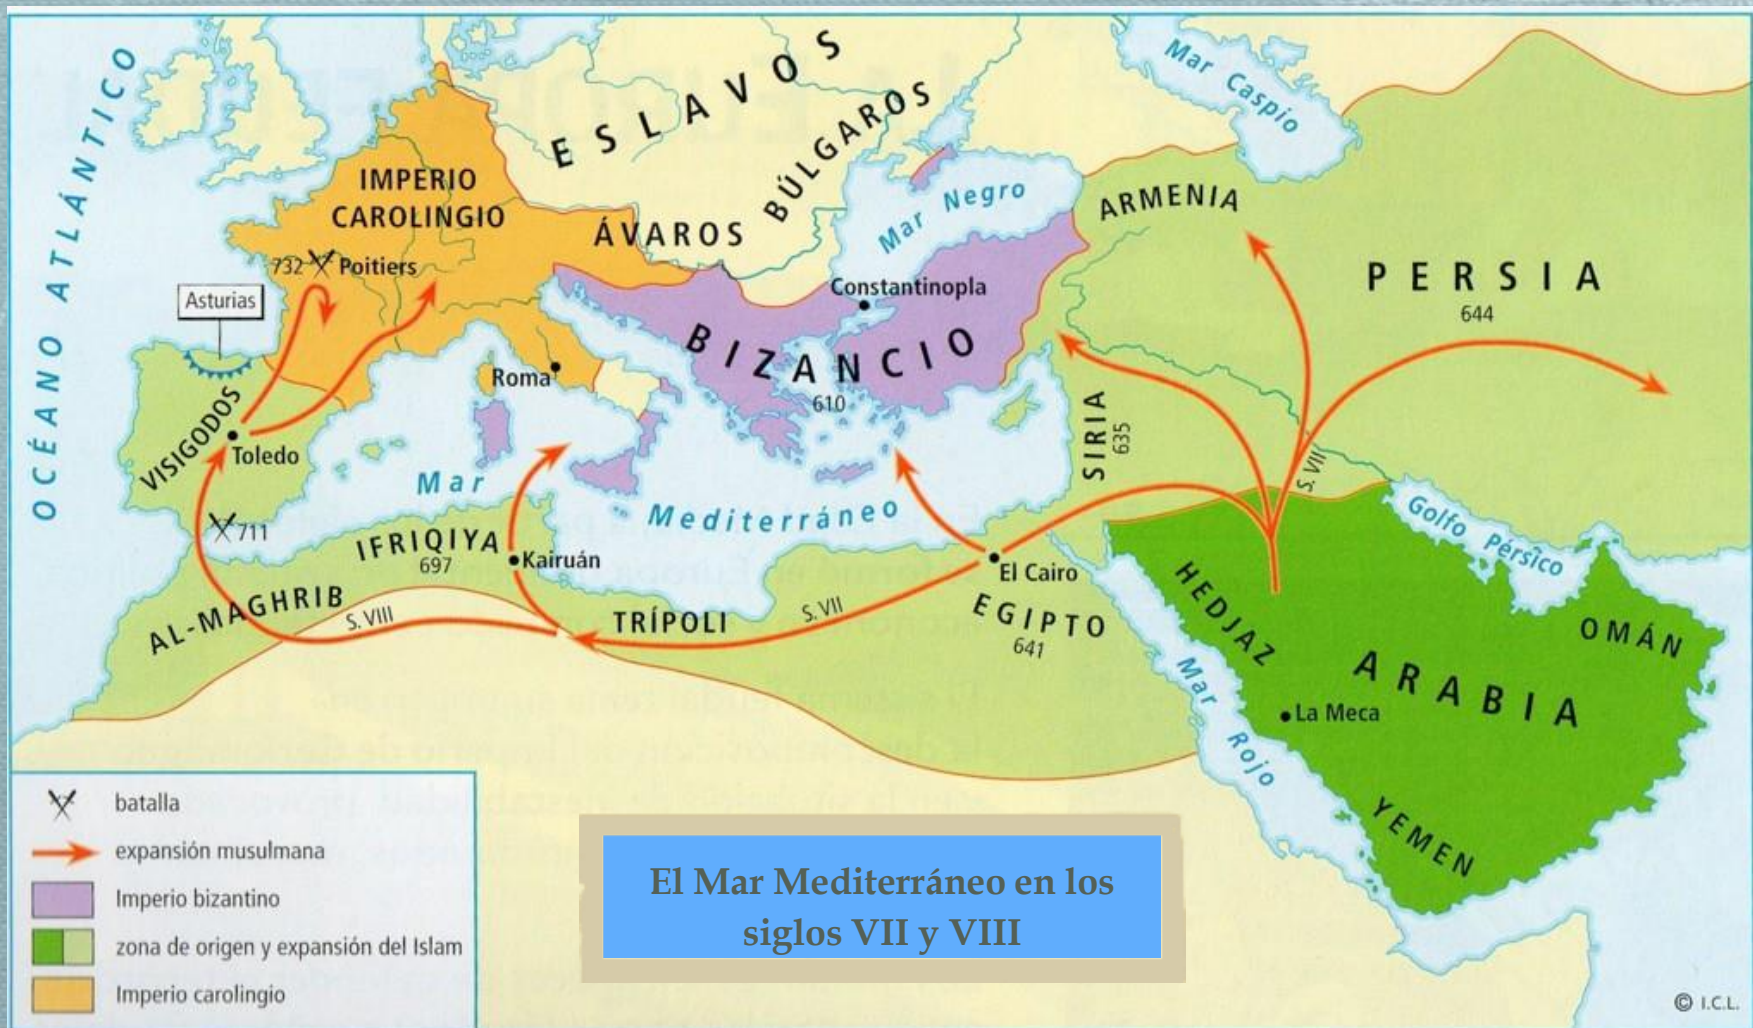 OCÉANO ATLÁNTICO
ESLAVOS
BÚLGAROS
Mar Caspio
IMPERIO
CAROLINGIO
ÁVAROS
Mar Negro
ARMENIA
732
Poitiers
Asturias
Constantinopla
PERSIA
644
BIZANCIO
610
Roma
VISIGODOS
Toledo
SIRIA
635
S. VII
Mar
Mediterráneo
711
IFRIQIYA
697
Kairuán
El Cairo
Golfo Pérsico
AL-MAGHRIB
S. VIII
TRÍPOLI
S. VII
EGIPTO
641
HEDJAZ
OMÁN
ARABIA
Mar Rojo
La Meca
YEMEN
batalla
expansión musulmana
Imperio bizantino
zona de origen y expansión del Islam
Imperio carolingio
El Mar Mediterráneo en los
siglos VII y VIII
© I.C.L.